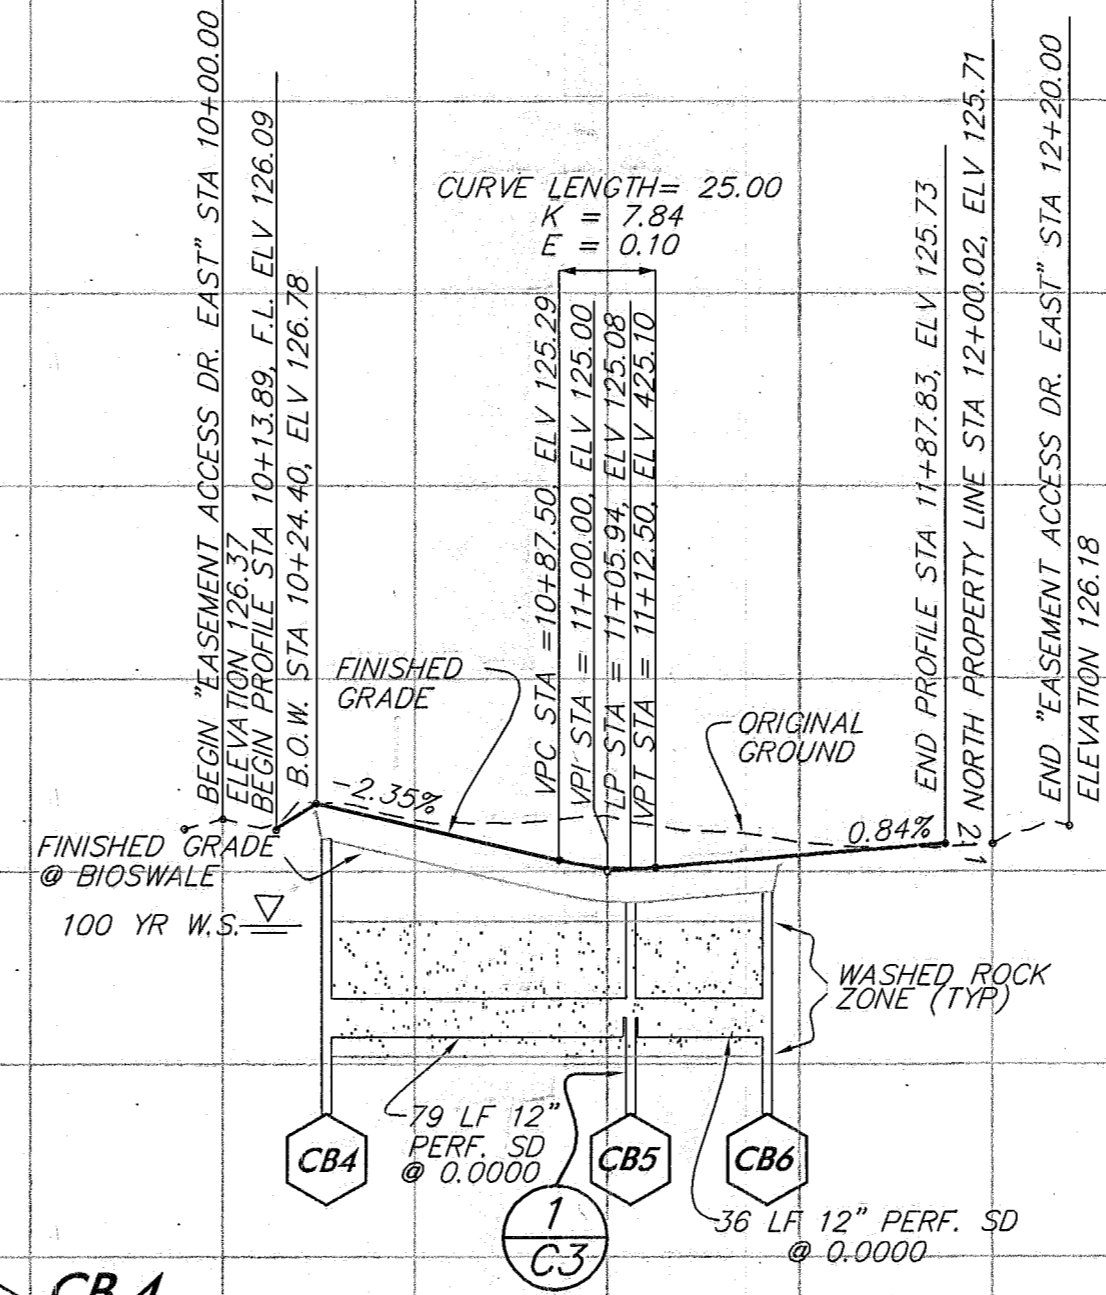 BEGIN "EASEMENT ACCESS DR. EAST" STA 10+00.00
ELEVATION 126.37
BEGIN PROFILE STA 10+13.89, F.L. ELV 126.09
B.O.W. STA 10+24.40, ELV 126.78
CURVE LENGTH= 25.00
K = 7.84
E = 0.10
VPC STA =10+87.50, ELV 125.29
VPI STA = 11+00.00, ELV 125.00
LP STA = 11+05.94, ELV 125.08
VPT STA = 11+12.50, ELV 425.10
END PROFILE STA 11+87.83, ELV 125.73
NORTH PROPERTY LINE STA 12+00.02, ELV 125.71
END "EASEMENT ACCESS DR. EAST" STA 12+20.00
ELEVATION 126.18
FINISHED
GRADE
ORIGINAL
GROUND
-2.35%
0.84%
2:1
FINISHED GRADE
@ BIOSWALE
100 YR W.S.
WASHED ROCK
ZONE (TYP)
79 LF 12"
PERF. SD
@ 0.0000
CB4
CB5
CB6
1
C3
36 LF 12" PERF. SD
@ 0.0000
CB 4